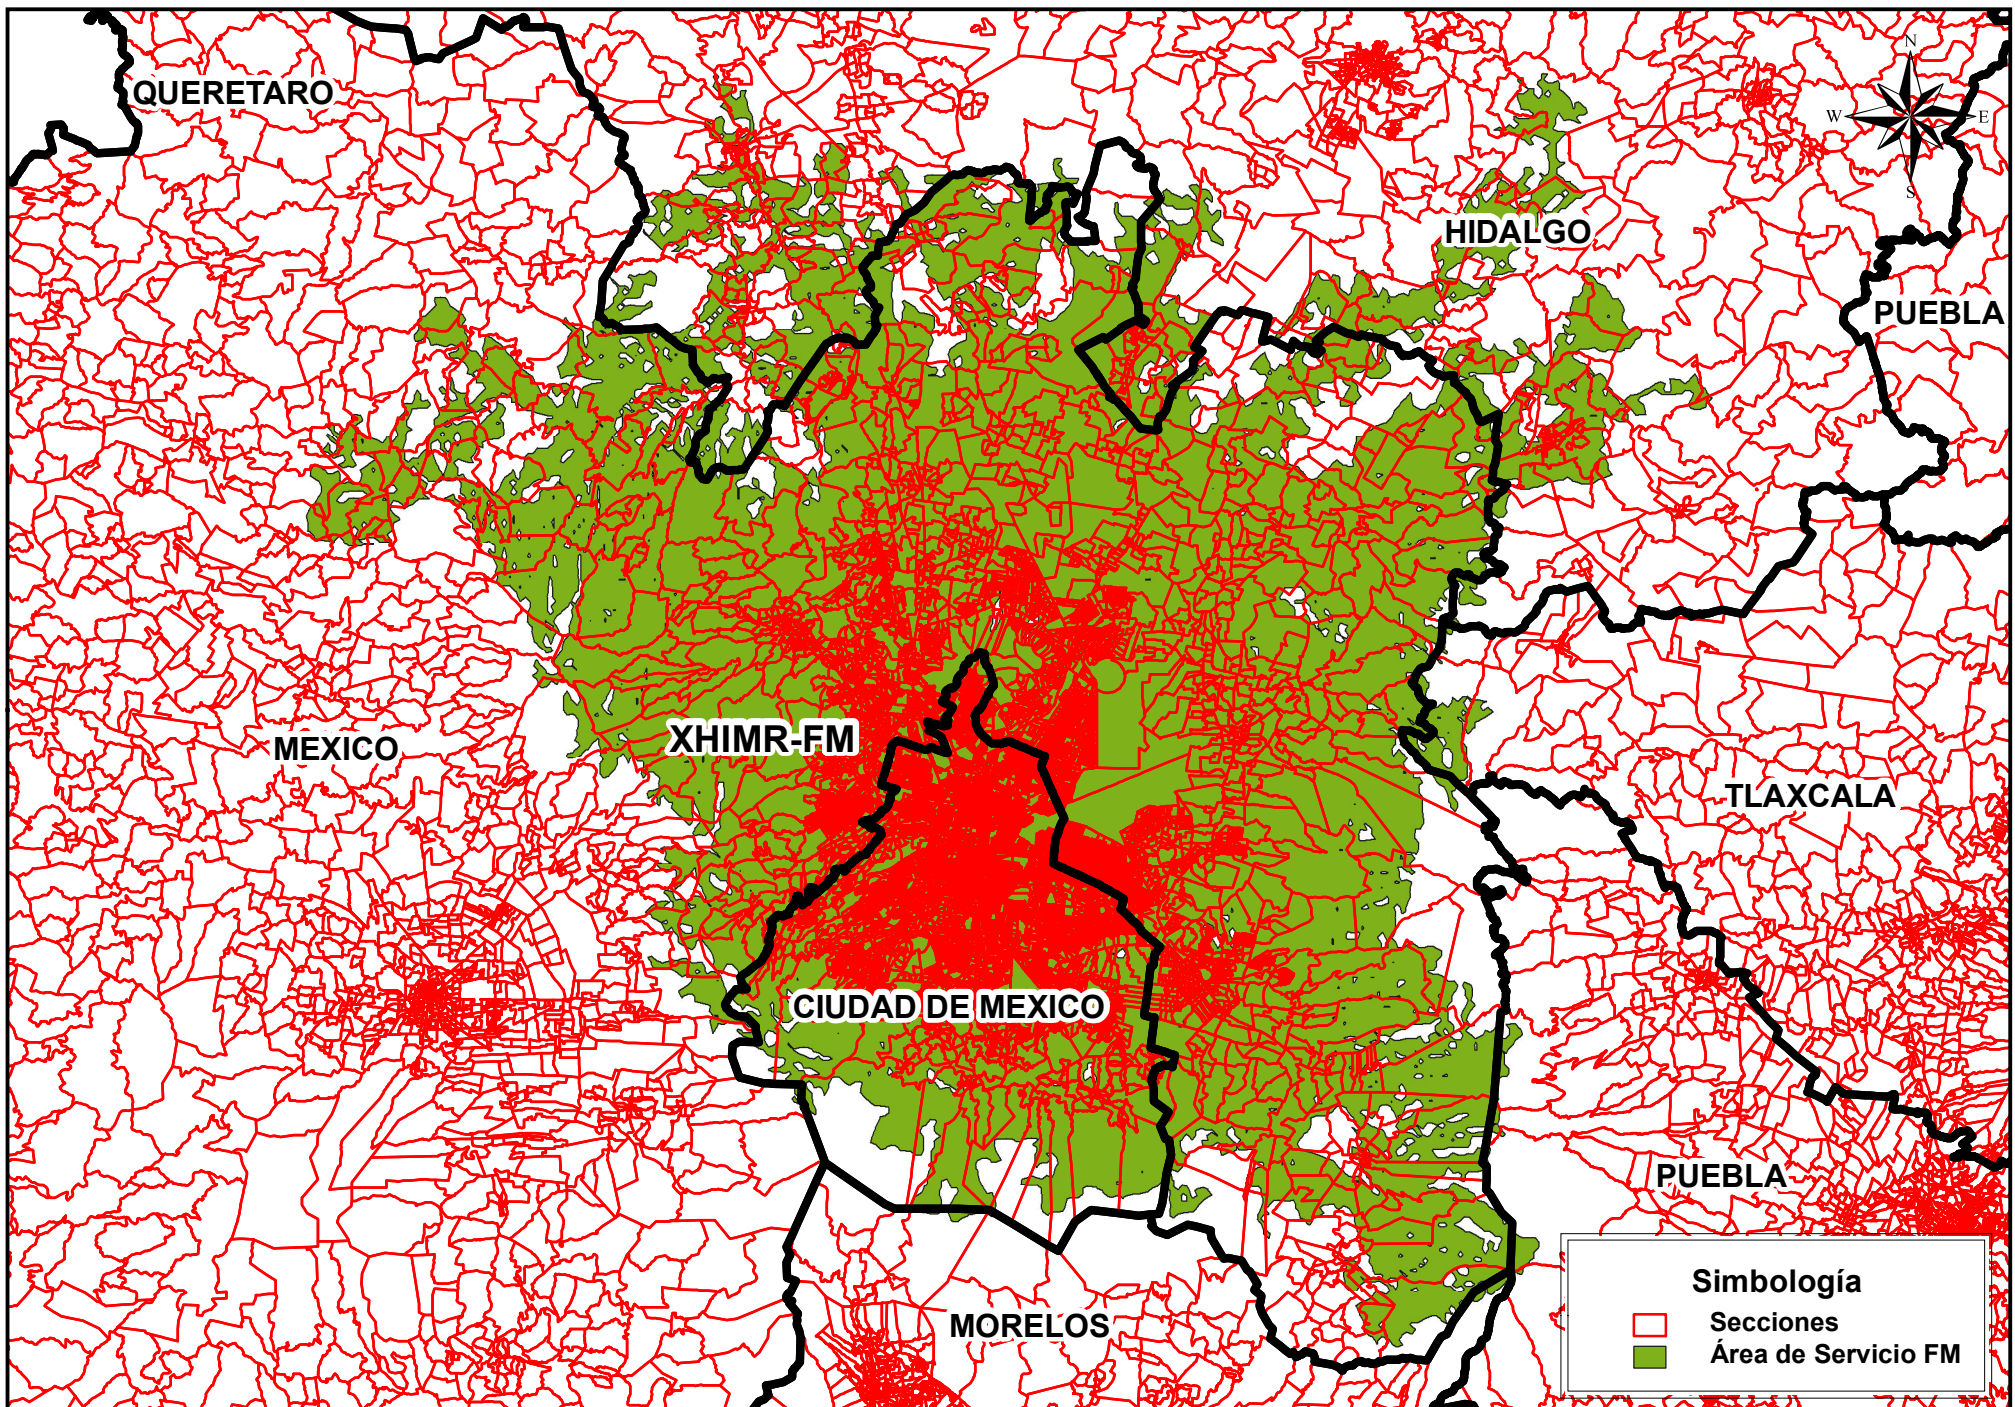 N
QUERETARO
W
E
S
HIDALGO
PUEBLA
XHIMR-FM
MEXICO
TLAXCALA
CIUDAD DE MEXICO
PUEBLA
MORELOS
Simbología
Secciones
Área de Servicio FM